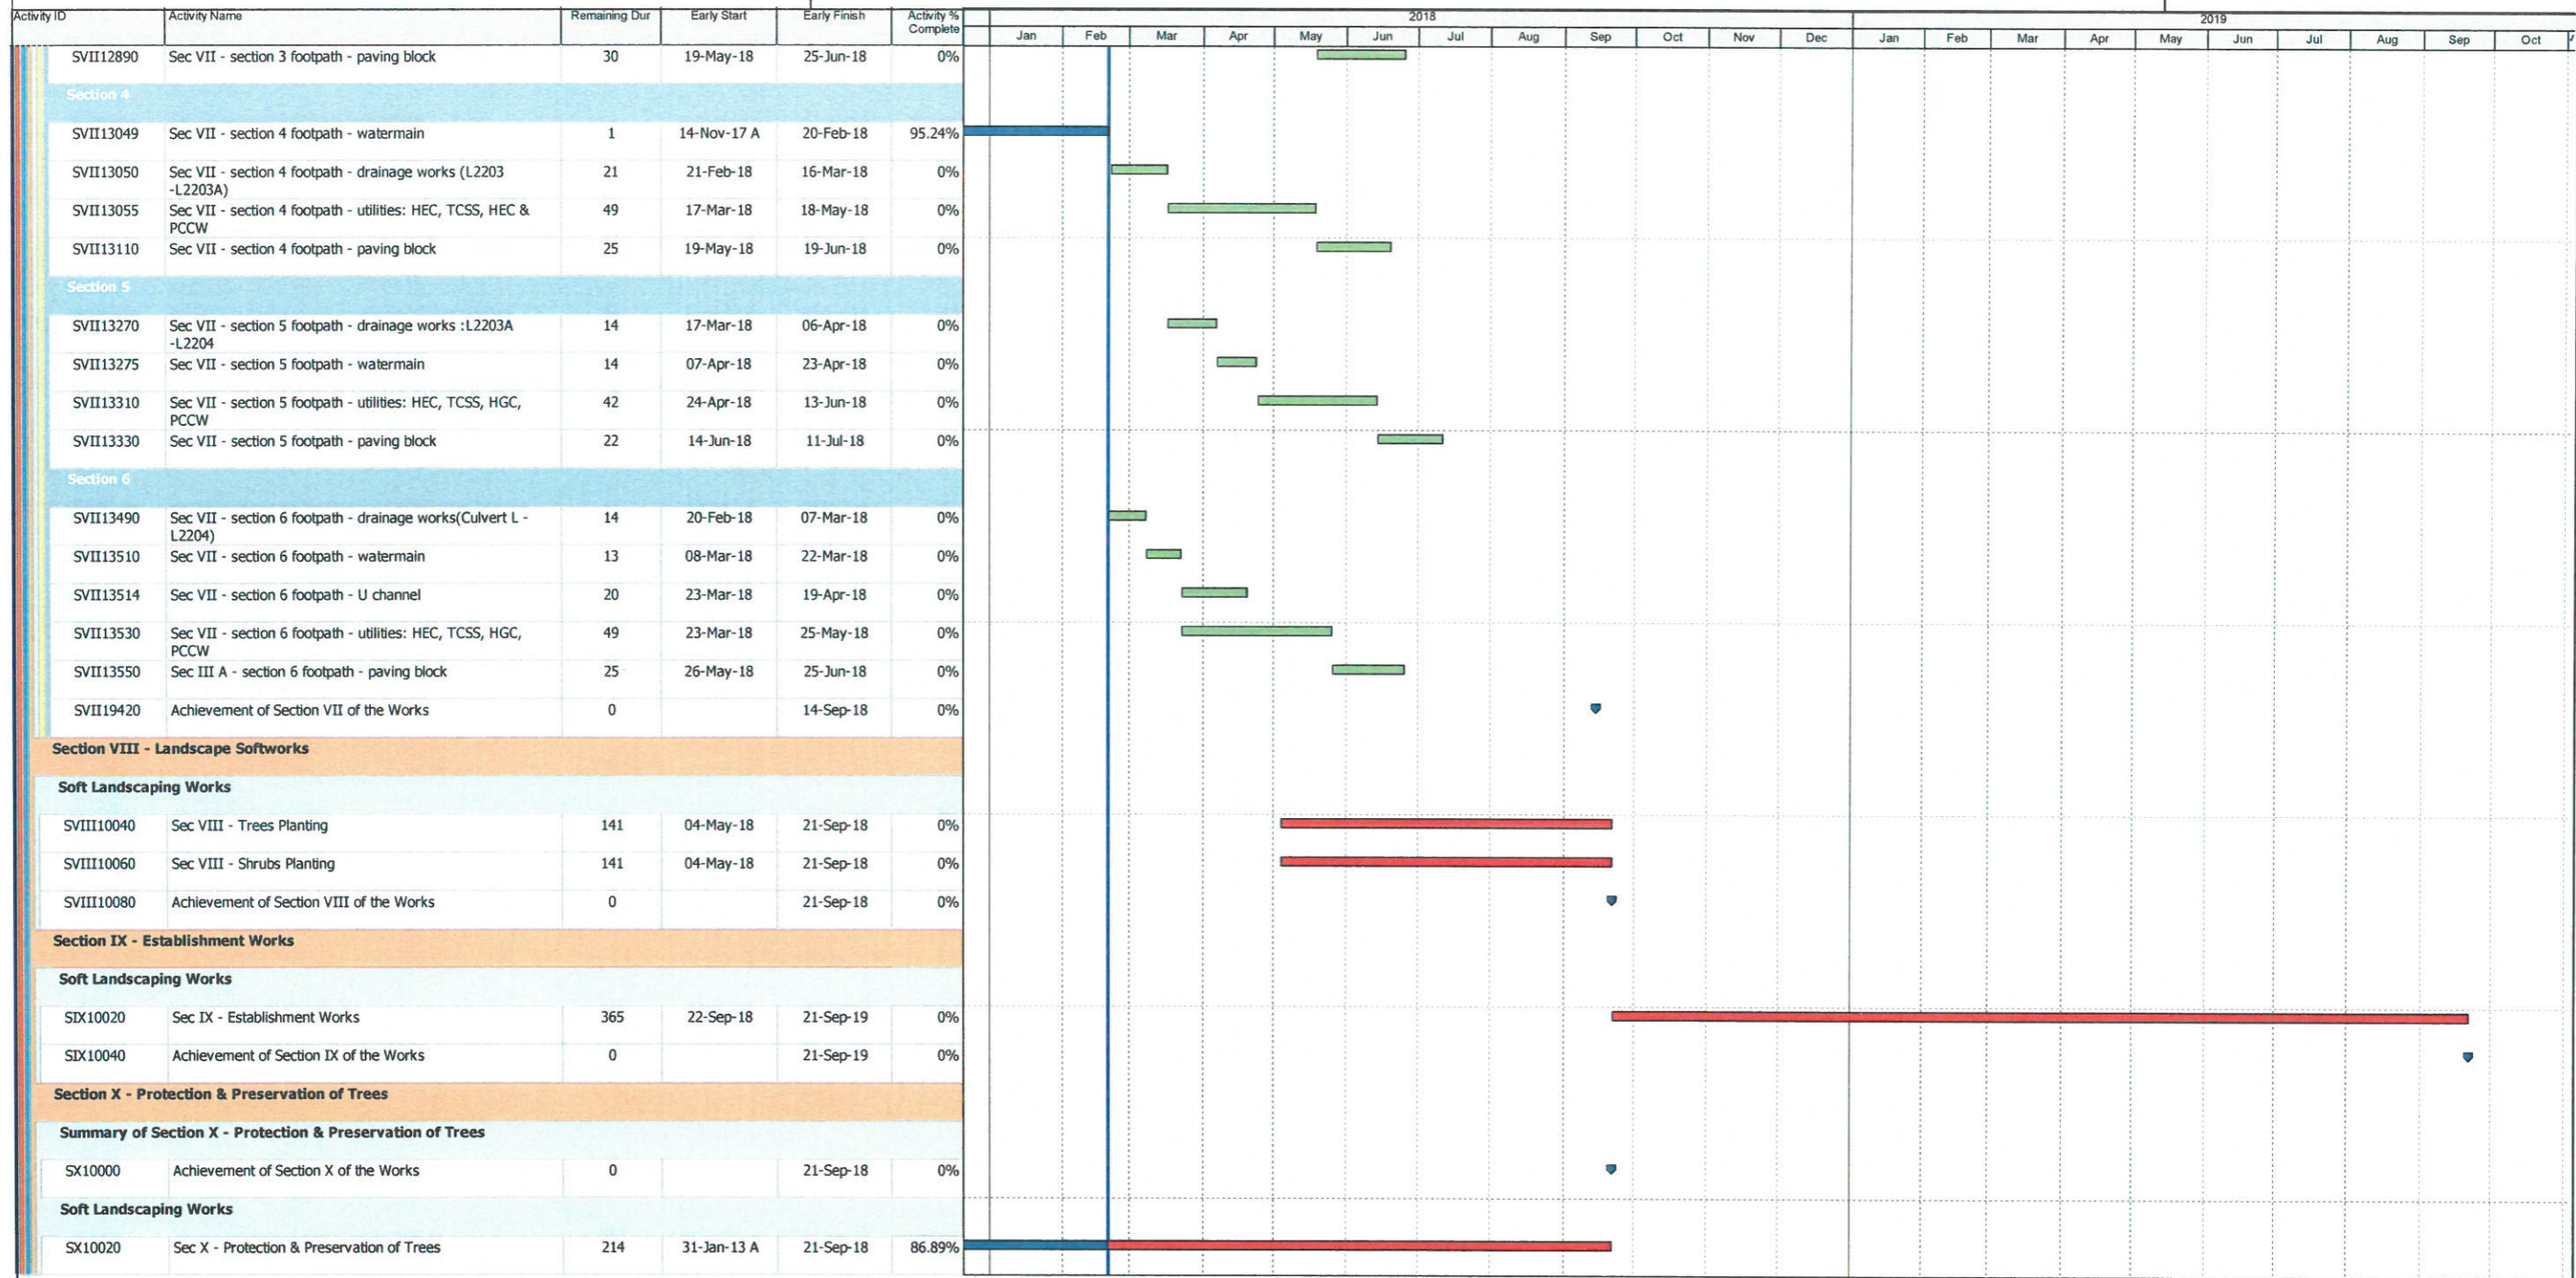 Activity ID Activity Name Remaining Dur Early Start Early Finish Activity % 2018 2019
Complete Jan Feb Mar Apr May Jun Jul Aug Sep Oct Nov Dec Jan Feb Mar Apr May Jun Jul Aug Sep Oct
SVII12890 Sec VII - section 3 footpath - paving block 30 19-May-18 25-Jun-18 0%
Section 4
SVII13049 Sec VII - section 4 footpath - watermain 1 14-Nov-17 A 20-Feb-18 95.24%
SVII13050 Sec VII - section 4 footpath - drainage works (L2203 21 21-Feb-18 16-Mar-18 0%
-L2203A)
SVII13055 Sec VII - section 4 footpath - utilities: HEC, TCSS, HEC & 49 17-Mar-18 18-May-18 0%
PCCW
SVII13110 Sec VII - section 4 footpath - paving block 25 19-May-18 19-Jun-18 0%
Section 5
SVII13270 Sec VII - section 5 footpath - drainage works :L2203A 14 17-Mar-18 06-Apr-18 0%
-L2204
SVII13275 Sec VII - section 5 footpath - watermain 14 07-Apr-18 23-Apr-18 0%
SVII13310 Sec VII - section 5 footpath - utilities: HEC, TCSS, HGC, 42 24-Apr-18 13-Jun-18 0%
PCCW
SVII13330 Sec VII - section 5 footpath - paving block 22 14-Jun-18 11-Jul-18 0%
Section 6
SVII13490 Sec VII - section 6 footpath - drainage works(Culvert L - 14 20-Feb-18 07-Mar-18 0%
L2204)
SVII13510 Sec VII - section 6 footpath - watermain 13 08-Mar-18 22-Mar-18 0%
SVII13514 Sec VII - section 6 footpath - U channel 20 23-Mar-18 19-Apr-18 0%
SVII13530 Sec VII - section 6 footpath - utilities: HEC, TCSS, HGC, 49 23-Mar-18 25-May-18 0%
PCCW
SVII13550 Sec III A - section 6 footpath - paving block 25 26-May-18 25-Jun-18 0%
SVII19420 Achievement of Section VII of the Works 0 14-Sep-18 0%
Section VIII - Landscape Softworks
Soft Landscaping Works
SVIII10040 Sec VIII - Trees Planting 141 04-May-18 21-Sep-18 0%
SVIII10060 Sec VIII - Shrubs Planting 141 04-May-18 21-Sep-18 0%
SVIII10080 Achievement of Section VIII of the Works 0 21-Sep-18 0%
Section IX - Establishment Works
Soft Landscaping Works
SIX10020 Sec IX - Establishment Works 365 22-Sep-18 21-Sep-19 0%
SIX10040 Achievement of Section IX of the Works 0 21-Sep-19 0%
Section X - Protection & Preservation of Trees
Summary of Section X - Protection & Preservation of Trees
SX10000 Achievement of Section X of the Works 0 21-Sep-18 0%
Soft Landscaping Works
SX10020 Sec X - Protection & Preservation of Trees 214 31-Jan-13 A 21-Sep-18 86.89%